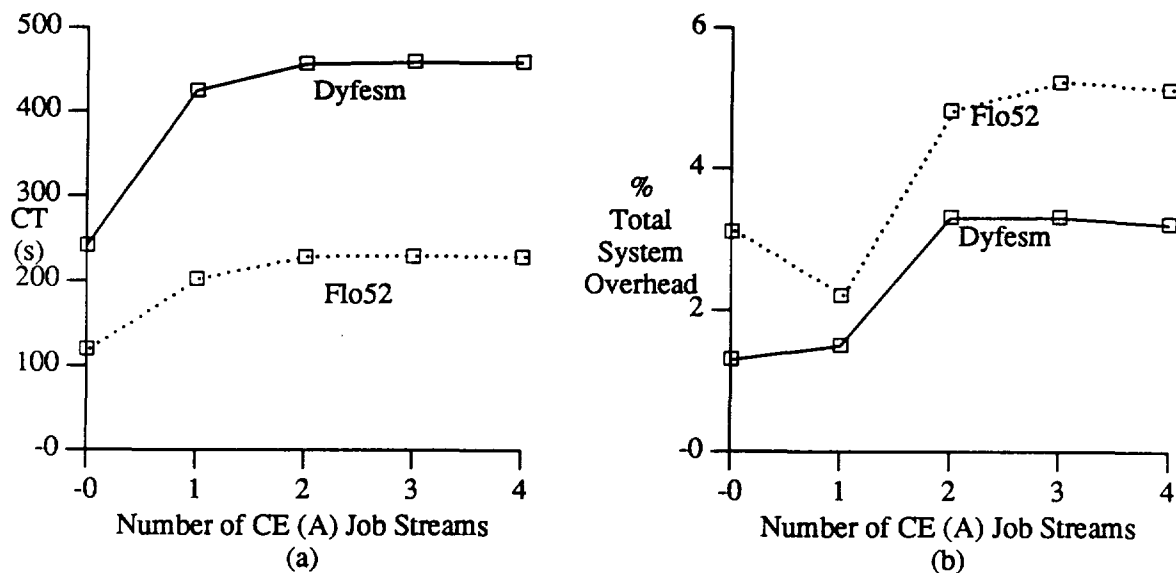 500
400
300
CT
(s)
200
100
-0
Dyfesm
Flo52
-0 1 2 3 4
Number of CE (A) Job Streams
(a)
6
4
%
Total
System
Overhead
2
-0
Flo52
Dyfesm
-0 1 2 3 4
Number of CE (A) Job Streams
(b)